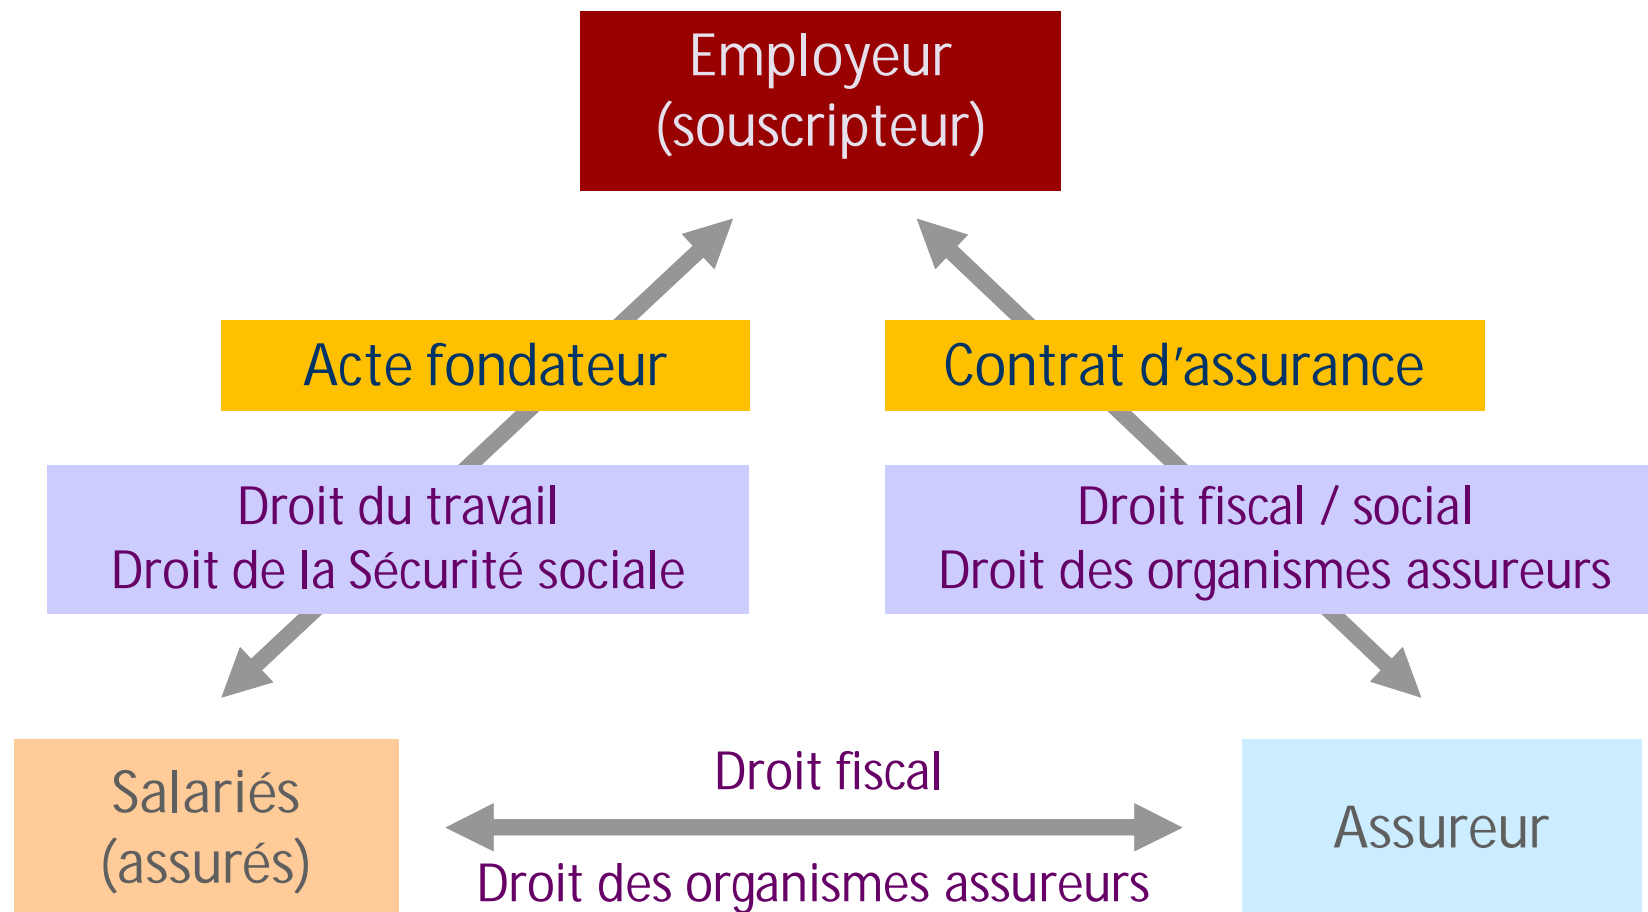 Employeur
(souscripteur)
Acte fondateur
Contrat d’assurance
Droit du travail
Droit de la Sécurité sociale
Droit fiscal / social
Droit des organismes assureurs
Salariés
(assurés)
Droit fiscal
Droit des organismes assureurs
Assureur